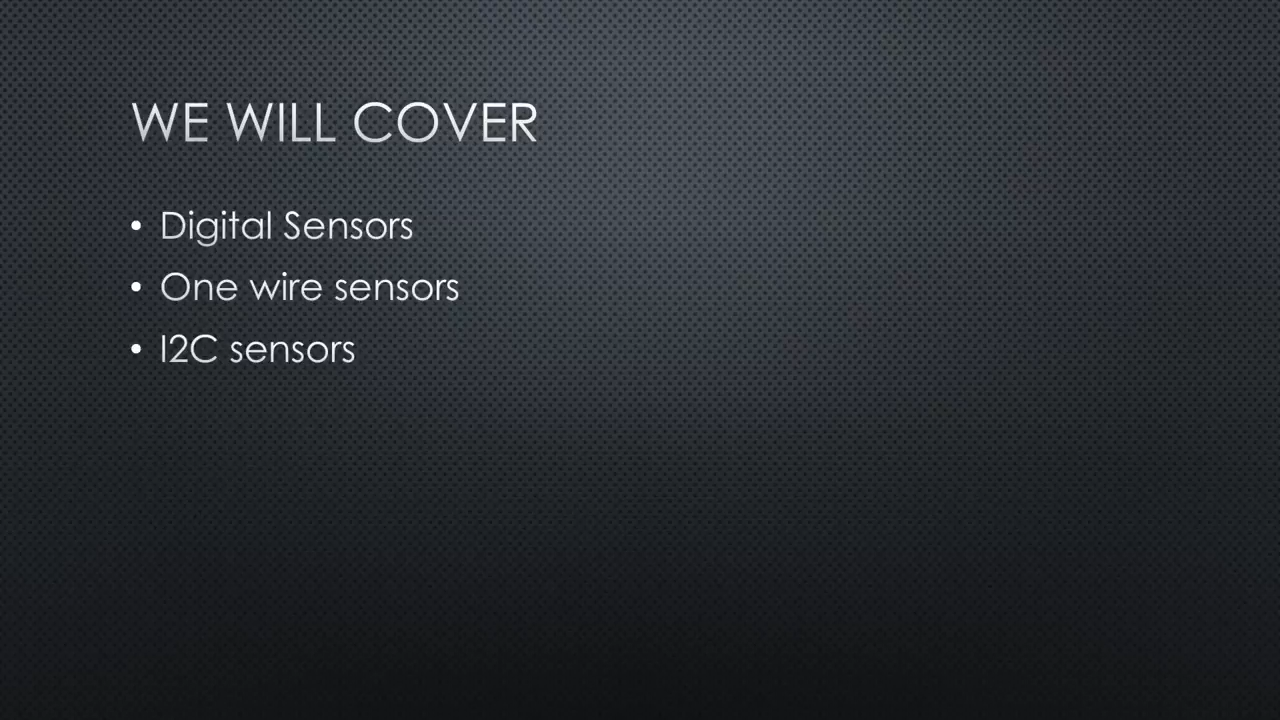 WE WILL COVER
• Digital Sensors
• One wire sensors
• I2C sensors